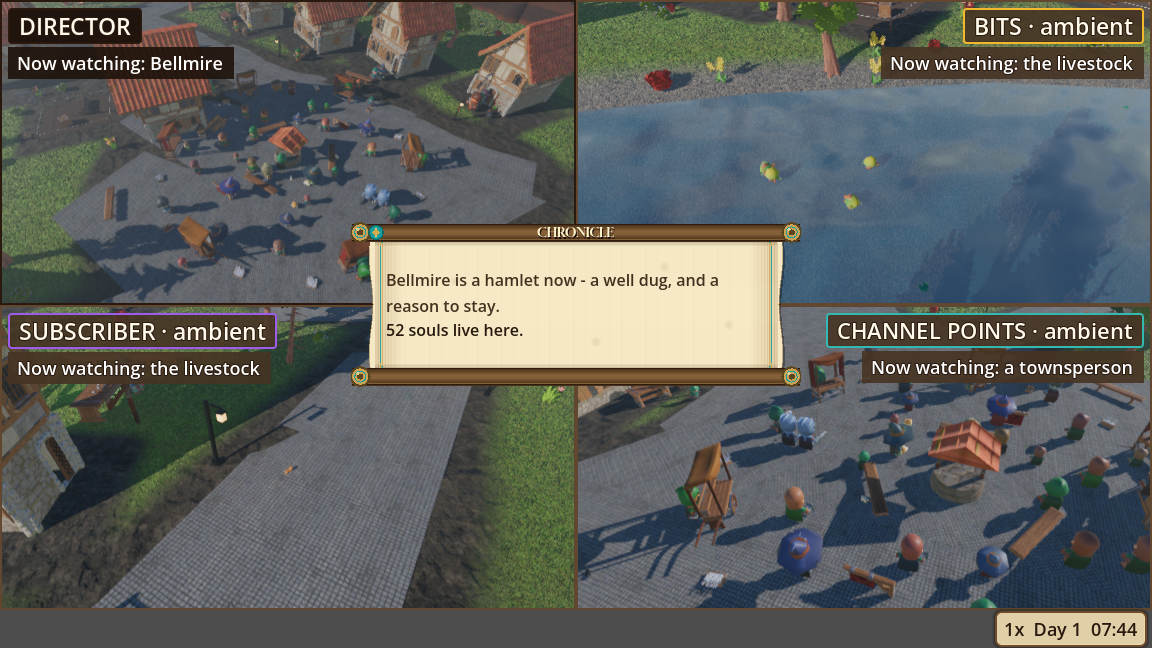 DIRECTOR
Now watching: Bellmire
BITS · ambient
Now watching: the livestock
CHRONICLE
Bellmire is a hamlet now - a well dug, and a
reason to stay.
52 souls live here.
SUBSCRIBER · ambient
Now watching: the livestock
CHANNEL POINTS · ambient
Now watching: a townsperson
1x Day 1 07:44